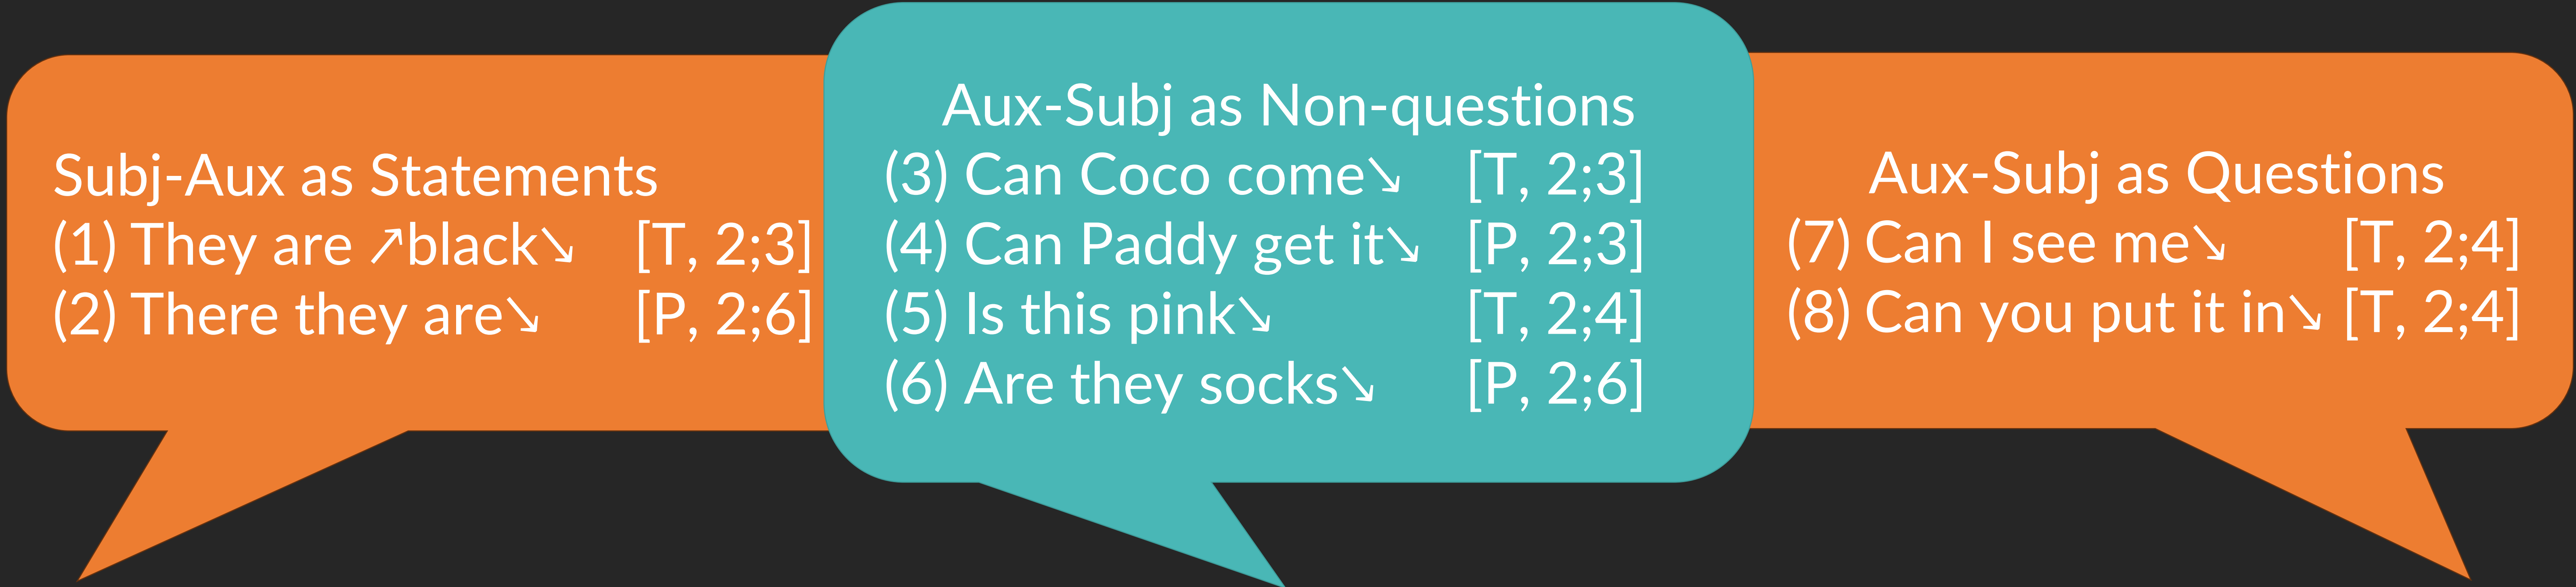 Subj-Aux as Statements
(1) They are ↗black↘ [T, 2;3]
(2) There they are↘ [P, 2;6]
Aux-Subj as Non-questions
(3) Can Coco come↘ [T, 2;3]
(4) Can Paddy get it↘ [P, 2;3]
(5) Is this pink↘ [T, 2;4]
(6) Are they socks↘ [P, 2;6]
Aux-Subj as Questions
(7) Can I see me↘ [T, 2;4]
(8) Can you put it in↘ [T, 2;4]